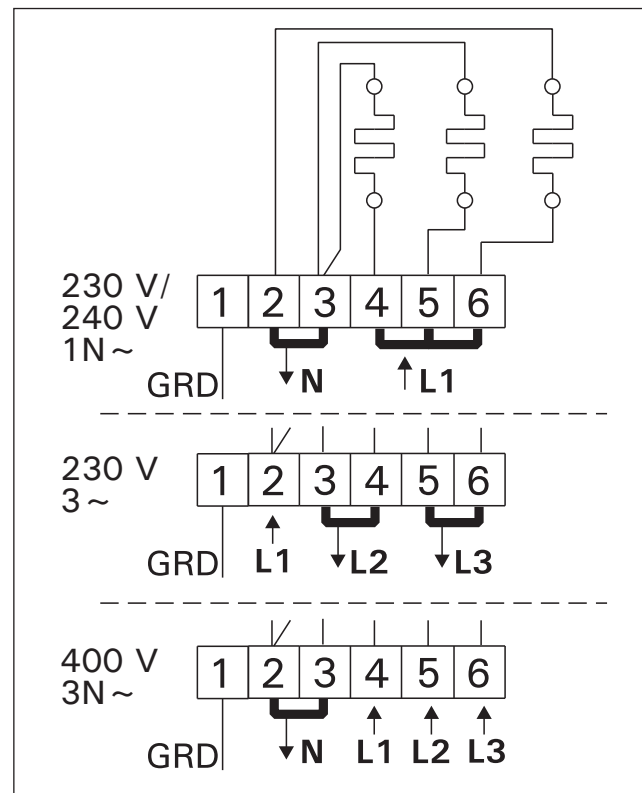 230 V/
240 V
1N~
1 2 3 4 5 6
GRD N L1
230 V
3~
1 2 3 4 5 6
GRD L1 L2 L3
400 V
3N~
1 2 3 4 5 6
GRD N L1 L2 L3